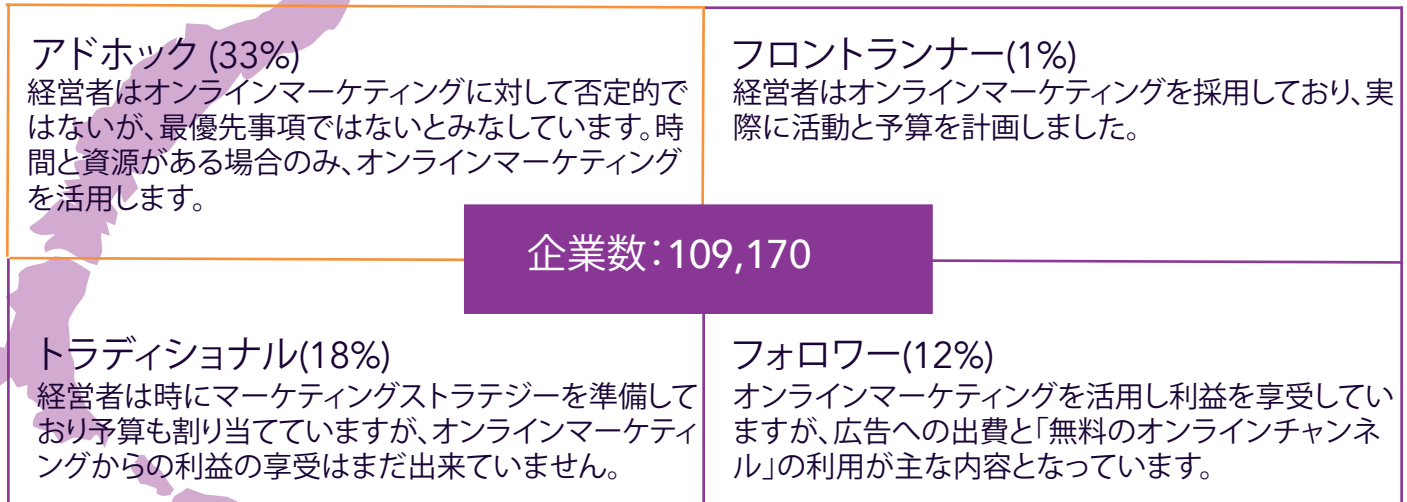 アドホック (33%)
経営者はオンラインマーケティングに対して否定的で
はないが、最優先事項ではないとみなしています。時
間と資源がある場合のみ、オンラインマーケティング
を活用します。
フロントランナー(1%)
経営者はオンラインマーケティングを採用しており、実
際に活動と予算を計画しました。
企業数：109,170
トラディショナル(18%)
経営者は時にマーケティングストラテジーを準備して
おり予算も割り当てていますが、オンラインマーケティ
ングからの利益の享受はまだ出来ていません。
フォロワー(12%)
オンラインマーケティングを活用し利益を享受してい
ますが、広告への出費と「無料のオンラインチャンネ
ル」の利用が主な内容となっています。